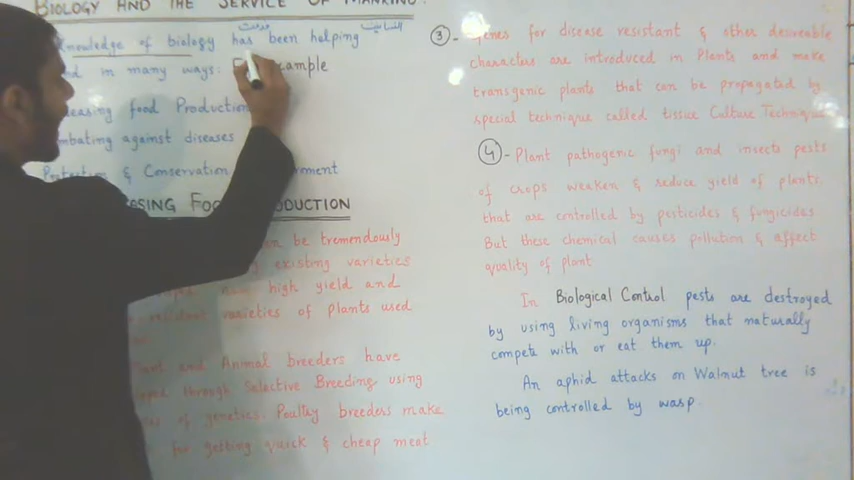 BIOLOGY AND THE SERVICE OF MANKIND.
خدمت انسانیت
Knowledge of biology has been helping
in many ways: example
food Production
against diseases
Protection & Conservation
FOOD PRODUCTION
be tremendously
existing varieties
high yield and
varieties of plants used
and Animal breeders have
through Selective Breeding using
of genetics. Poultry breeders make
for getting quick & cheap meat
③ - Genes for disease resistant & other desireable
characters are introduced in Plants and make
transgenic plants that can be propagated by
special technique called tissue Culture Technique
④ - Plant pathogenic fungi and insects pests
of crops weaken & reduce yield of plants
that are controlled by pesticides & fungicides
But these chemical causes pollution & affect
quality of plant
In Biological Control pests are destroyed
by using living organisms that naturally
compete with or eat them up.
An aphid attacks on Walnut tree is
being controlled by wasp.